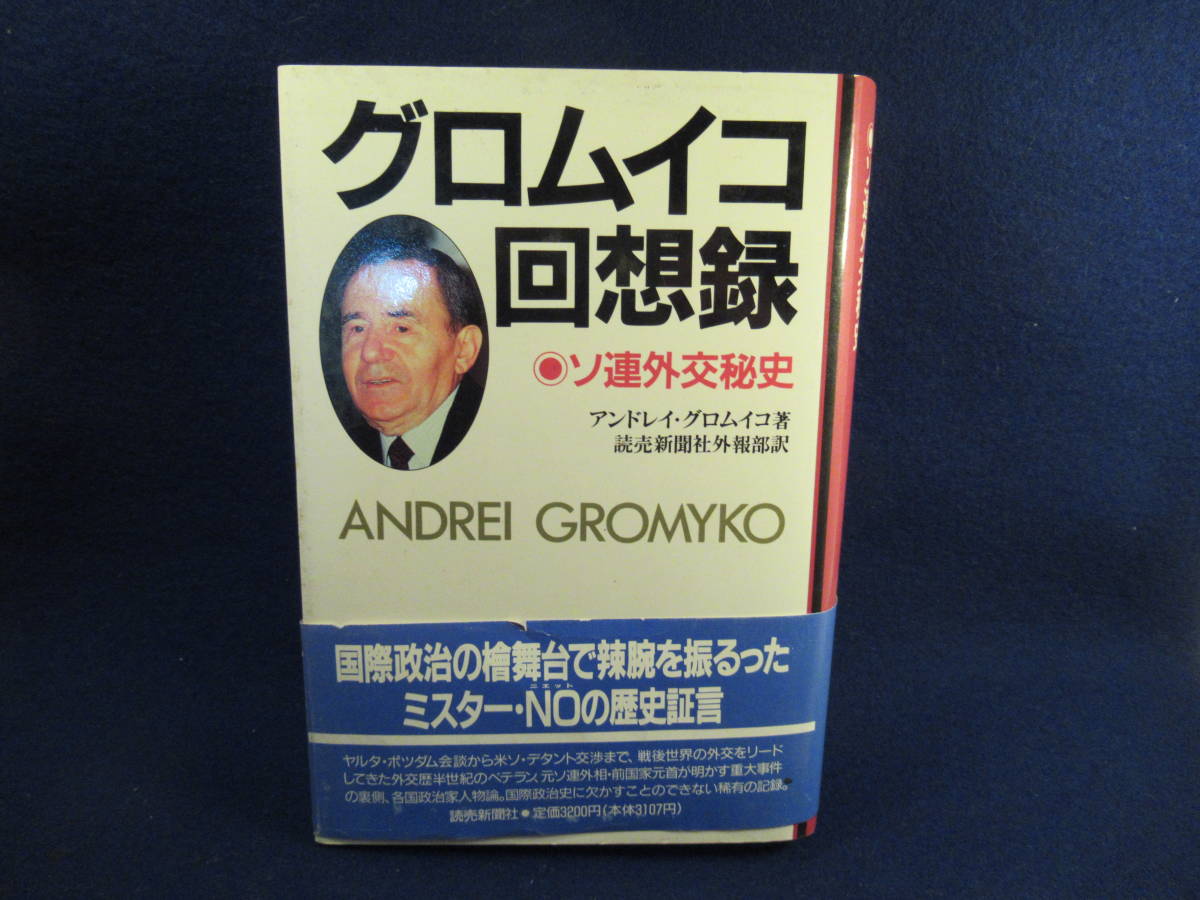 グロムイコ
回想録
◉ソ連外交秘史
アンドレイ・グロムイコ著
読売新聞社外報部訳
ANDREI GROMYKO
国際政治の檜舞台で辣腕を振るった
ニエット
ミスター・NOの歴史証言
ヤルタ・ポツダム会談から米ソ・デタント交渉まで、戦後世界の外交をリード
してきた外交歴半世紀のベテラン、元ソ連外相・前国家元首が明かす重大事件
の裏側、各国政治家人物論。国際政治史に欠かすことのできない稀有の記録。
読売新聞社●定価3200円(本体3107円)